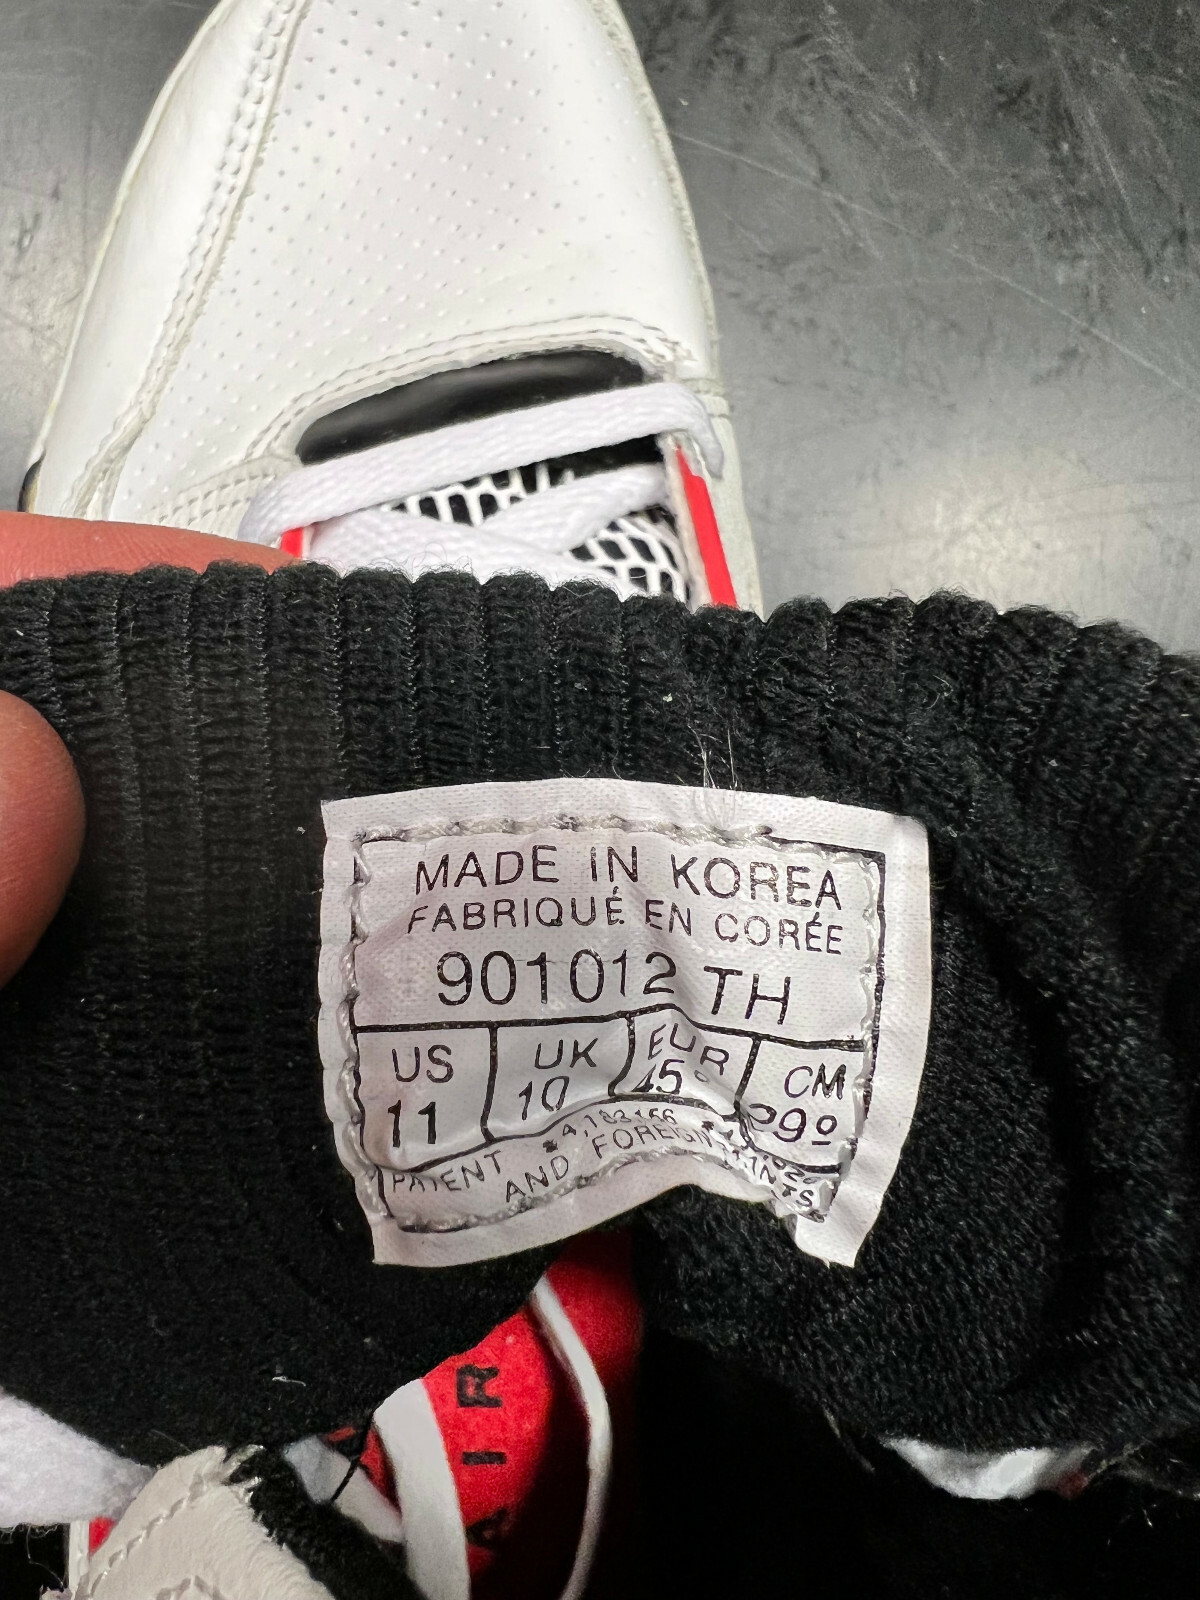 MADE IN KOREA
FABRIQUÉ EN CORÉE
901012 TH
US UK EUR CM
11 10 45 29º
PATENT
AND FOREIGN
AIR